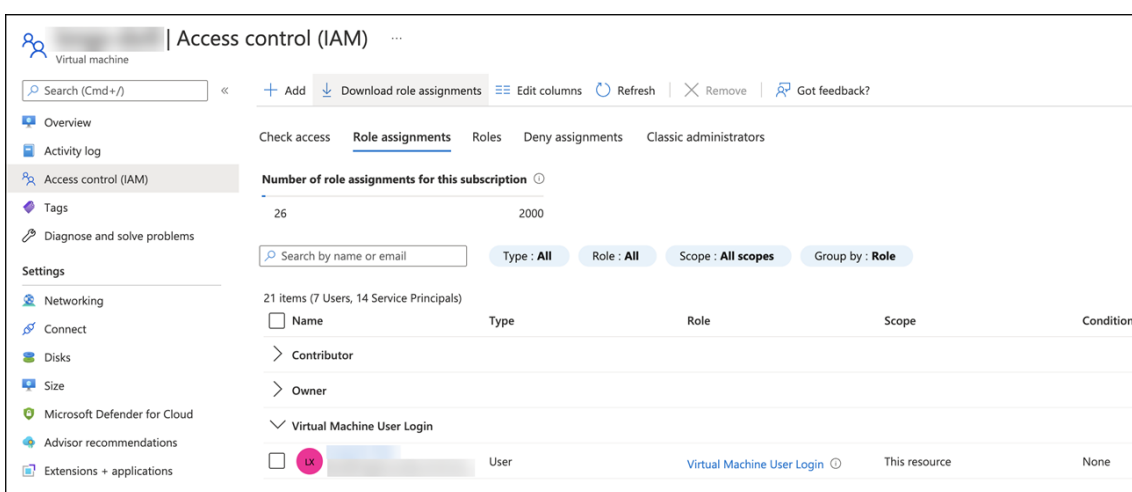 | Access control (IAM) ...
Virtual machine
Search (Cmd+/) «
Overview
Activity log
Access control (IAM)
Tags
Diagnose and solve problems
Settings
Networking
Connect
Disks
Size
Microsoft Defender for Cloud
Advisor recommendations
Extensions + applications
+ Add Download role assignments Edit columns Refresh Remove Got feedback?
Check access Role assignments Roles Deny assignments Classic administrators
Number of role assignments for this subscription
26 2000
Search by name or email Type : All Role : All Scope : All scopes Group by : Role
21 items (7 Users, 14 Service Principals)
Name Type Role Scope Condition
Contributor
Owner
Virtual Machine User Login
LX User Virtual Machine User Login This resource None